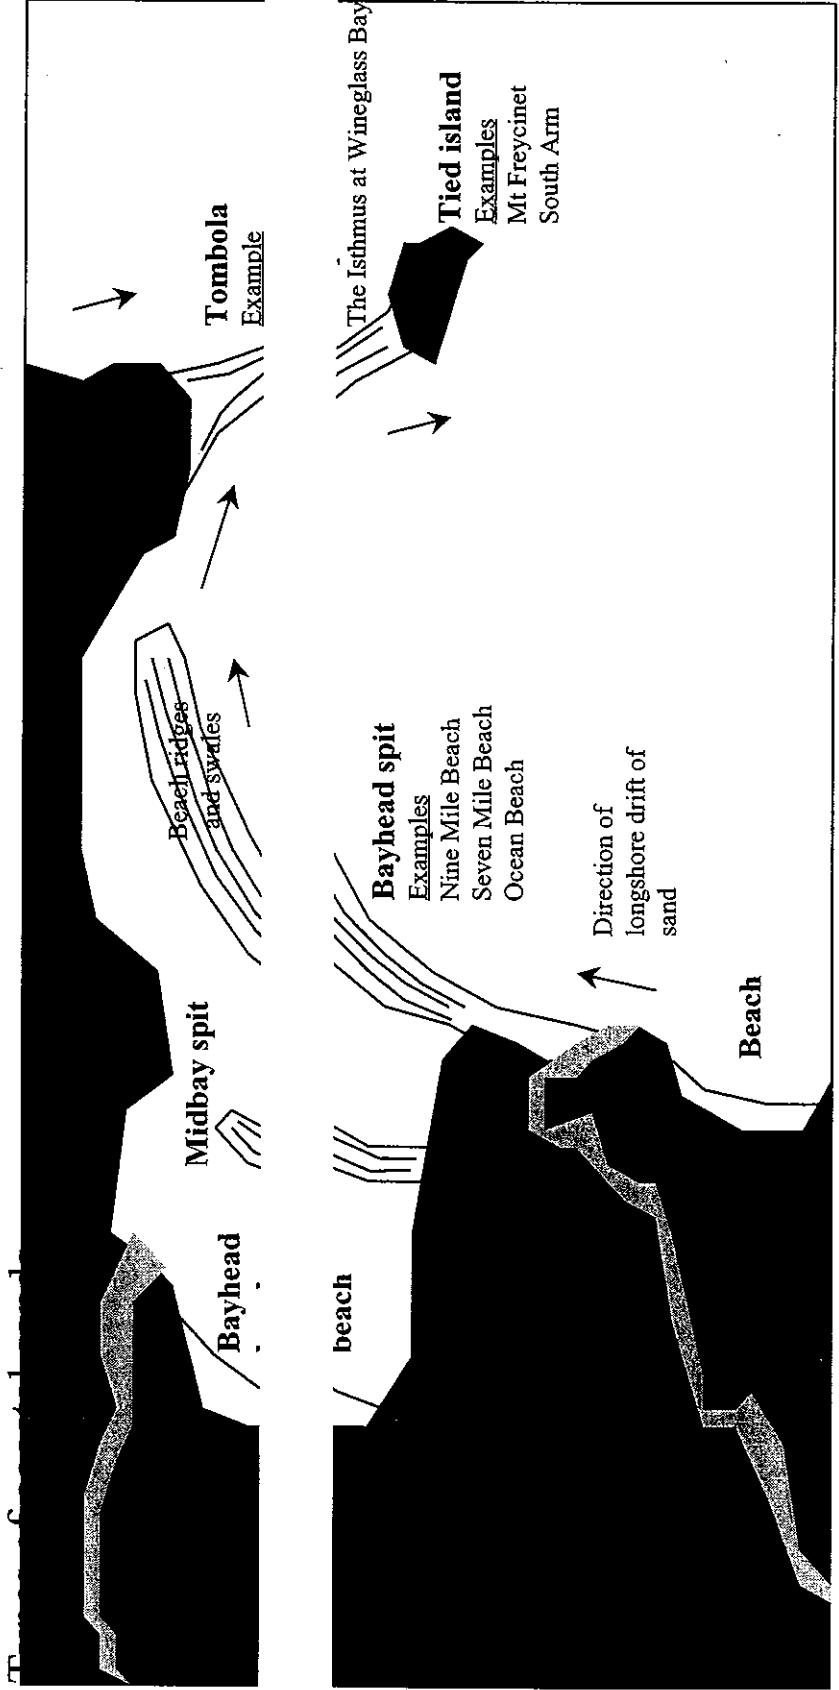 Midbay spit
Bayhead
beach
Beach ridges
and swales
Bayhead spit
Examples
Nine Mile Beach
Seven Mile Beach
Ocean Beach
Direction of
longshore drift of
sand
Beach
Tombola
Example
The Isthmus at Wineglass Bay
Tied island
Examples
Mt Freycinet
South Arm